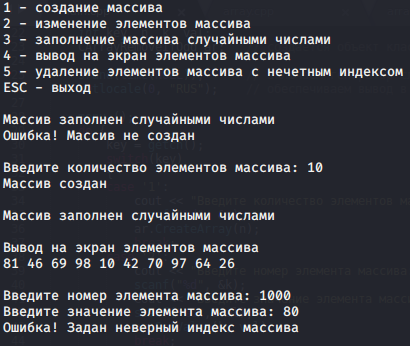 1 - создание массива
2 - изменение элементов массива
3 - заполнение массива случайными числами
4 - вывод на экран элементов массива
5 - удаление элементов массива с нечетным индексом
ESC - выход
Массив заполнен случайными числами
Ошибка! Массив не создан
Введите количество элементов массива: 10
Массив создан
Массив заполнен случайными числами
Вывод на экран элементов массива
81 46 69 98 10 42 70 97 64 26
Введите номер элемента массива: 1000
Введите значение элемента массива: 80
Ошибка! Задан неверный индекс массива